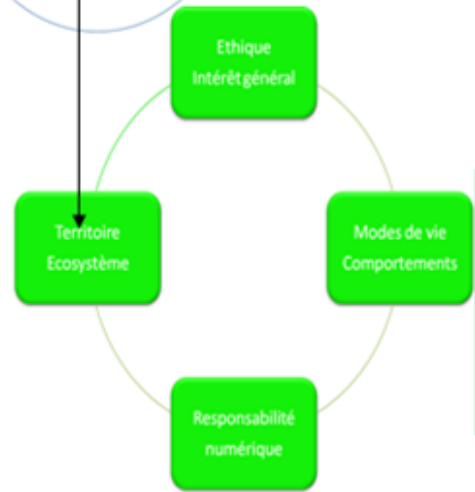 Ethique
Intérêt général
Territoire
Ecosystème
Modes de vie
Comportements
Responsabilité
numérique